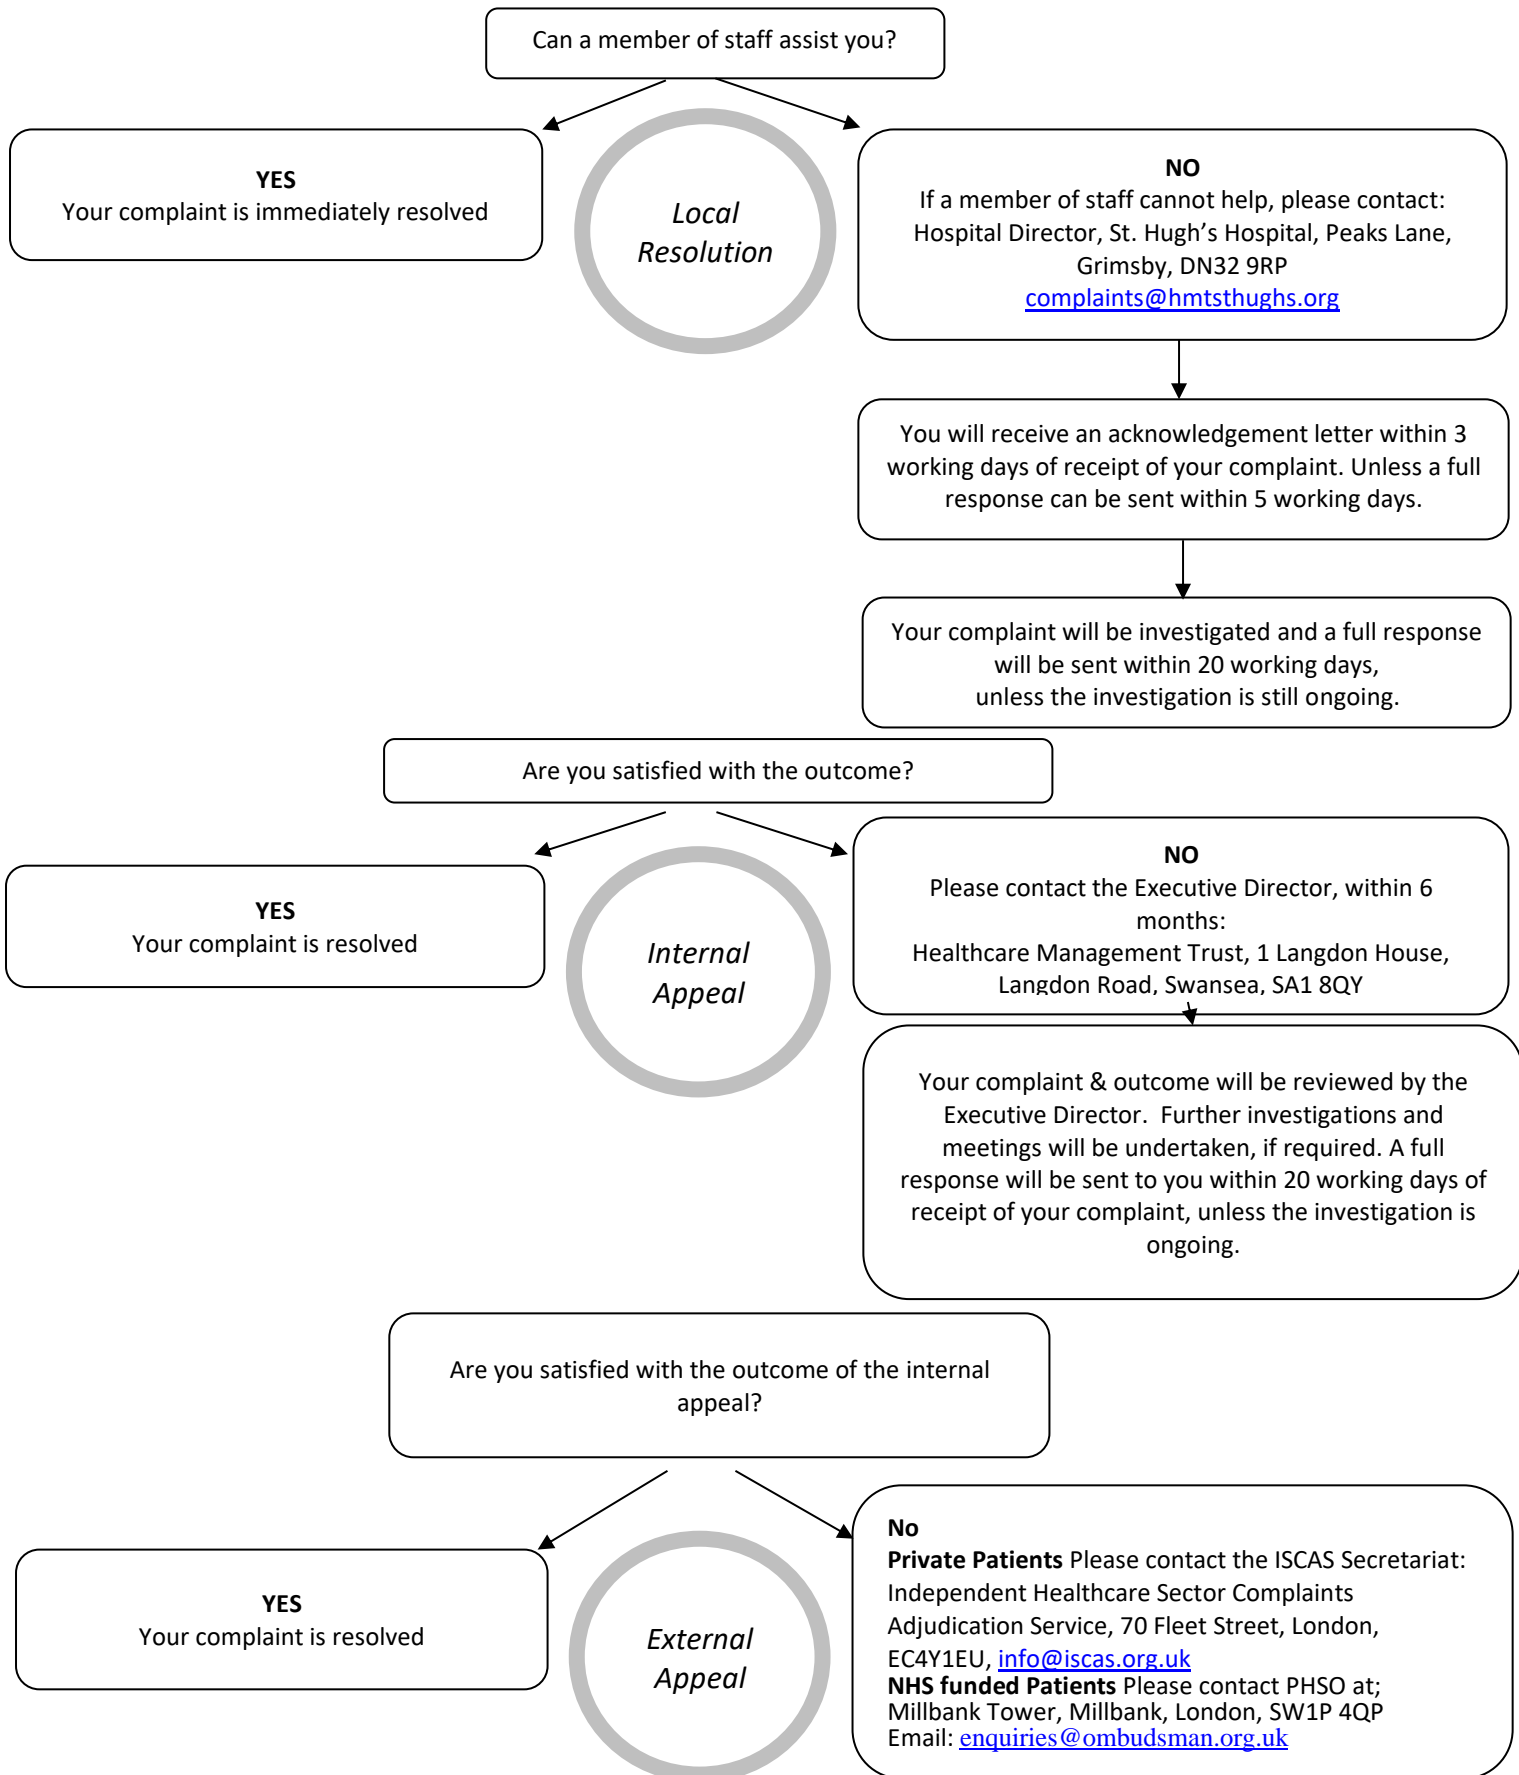 Can a member of staff assist you?
YES
Your complaint is immediately resolved
Local
Resolution
NO
If a member of staff cannot help, please contact:
Hospital Director, St. Hugh’s Hospital, Peaks Lane,
Grimsby, DN32 9RP
complaints@hmtsthughs.org
You will receive an acknowledgement letter within 3
working days of receipt of your complaint. Unless a full
response can be sent within 5 working days.
Your complaint will be investigated and a full response
will be sent within 20 working days,
unless the investigation is still ongoing.
Are you satisfied with the outcome?
YES
Your complaint is resolved
Internal
Appeal
NO
Please contact the Executive Director, within 6
months:
Healthcare Management Trust, 1 Langdon House,
Langdon Road, Swansea, SA1 8QY
Your complaint & outcome will be reviewed by the
Executive Director.  Further investigations and
meetings will be undertaken, if required. A full
response will be sent to you within 20 working days of
receipt of your complaint, unless the investigation is
ongoing.
Are you satisfied with the outcome of the internal
appeal?
YES
Your complaint is resolved
External
Appeal
No
Private Patients Please contact the ISCAS Secretariat:
Independent Healthcare Sector Complaints
Adjudication Service, 70 Fleet Street, London,
EC4Y1EU, info@iscas.org.uk
NHS funded Patients Please contact PHSO at;
Millbank Tower, Millbank, London, SW1P 4QP
Email: enquiries@ombudsman.org.uk